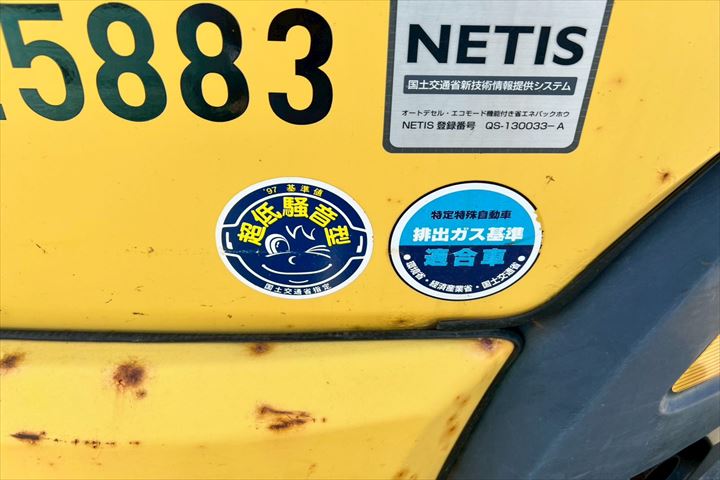 5883
NETIS
国土交通省新技術情報提供システム
オートデセル・エコモード機能付き省エネバックホウ
NETIS 登録番号 QS-130033-A
'97 基準値
超低騒音型
国土交通省指定
特定特殊自動車
排出ガス基準
適合車
環境省・経済産業省・国土交通省